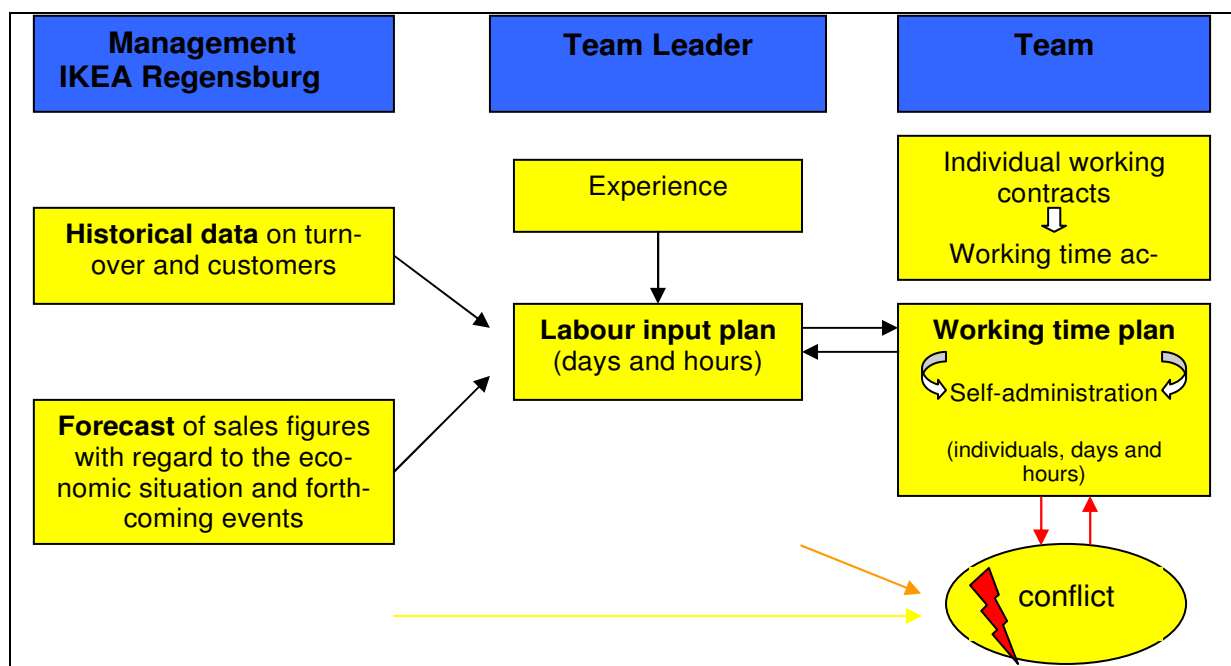 Management
IKEA Regensburg
Team Leader
Team
Historical data on turn-
over and customers
Forecast of sales figures
with regard to the eco-
nomic situation and forth-
coming events
Experience
Labour input plan
(days and hours)
Individual working
contracts
Working time ac-
Working time plan
Self-administration
(individuals, days and
hours)
conflict